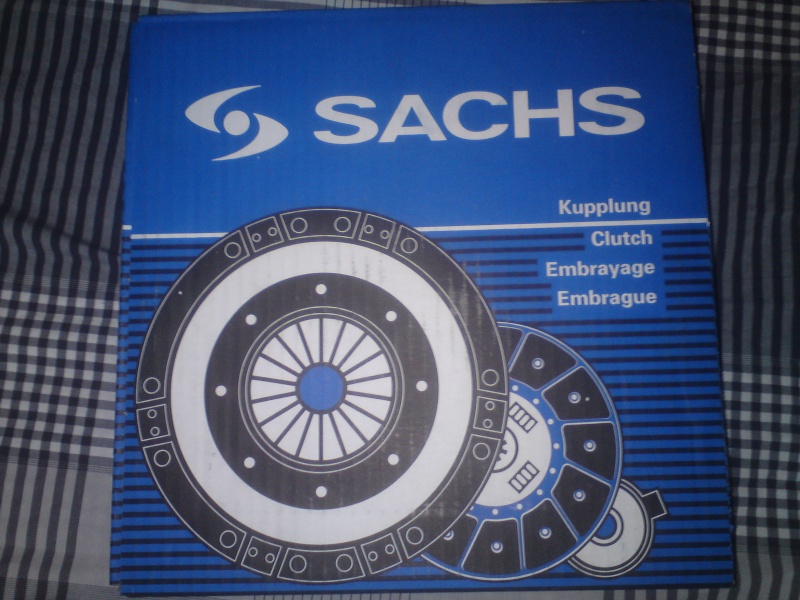 SACHS
Kupplung
Clutch
Embrayage
Embrague